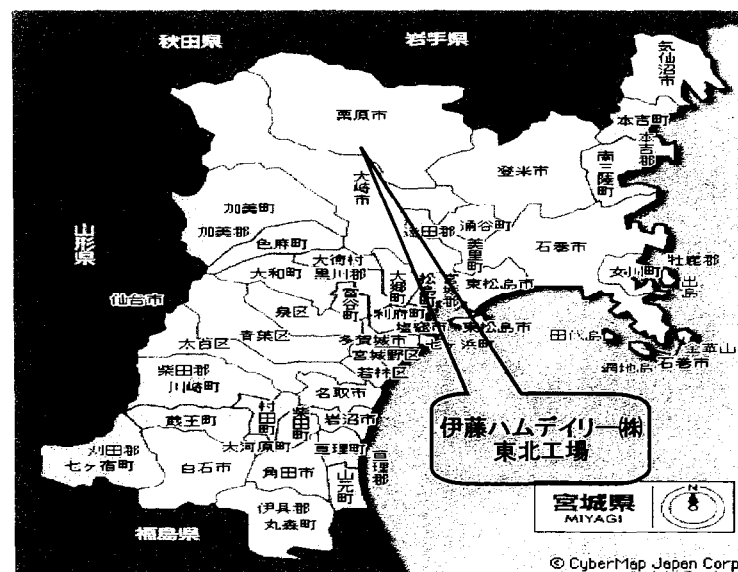 秋田県
岩手県
気仙沼市
本吉町
本吉郡
南三陸町
栗原市
登米市
大崎市
加美町
加美郡
色麻町
遠田郡
涌谷町
美里町
石巻市
女川町
牡鹿郡
出島
山形県
大和町
大衡村
黒川郡
大郷町
宮城郡
東松島市
仙台市
泉区
富谷町
利府町
塩竈市
東松島市
七ヶ浜町
田代島
網地島
金華山
石巻市
太白区
青葉区
多賀城市
宮城野区
若林区
柴田郡
川崎町
名取市
村田町
柴田町
岩沼市
蔵王町
大河原町
亘理町
亘理郡
刈田郡
七ヶ宿町
白石市
角田市
山元町
伊具郡
丸森町
福島県
伊藤ハムデイリー㈱
東北工場
宮城県
MIYAGI
N
© CyberMap Japan Corp